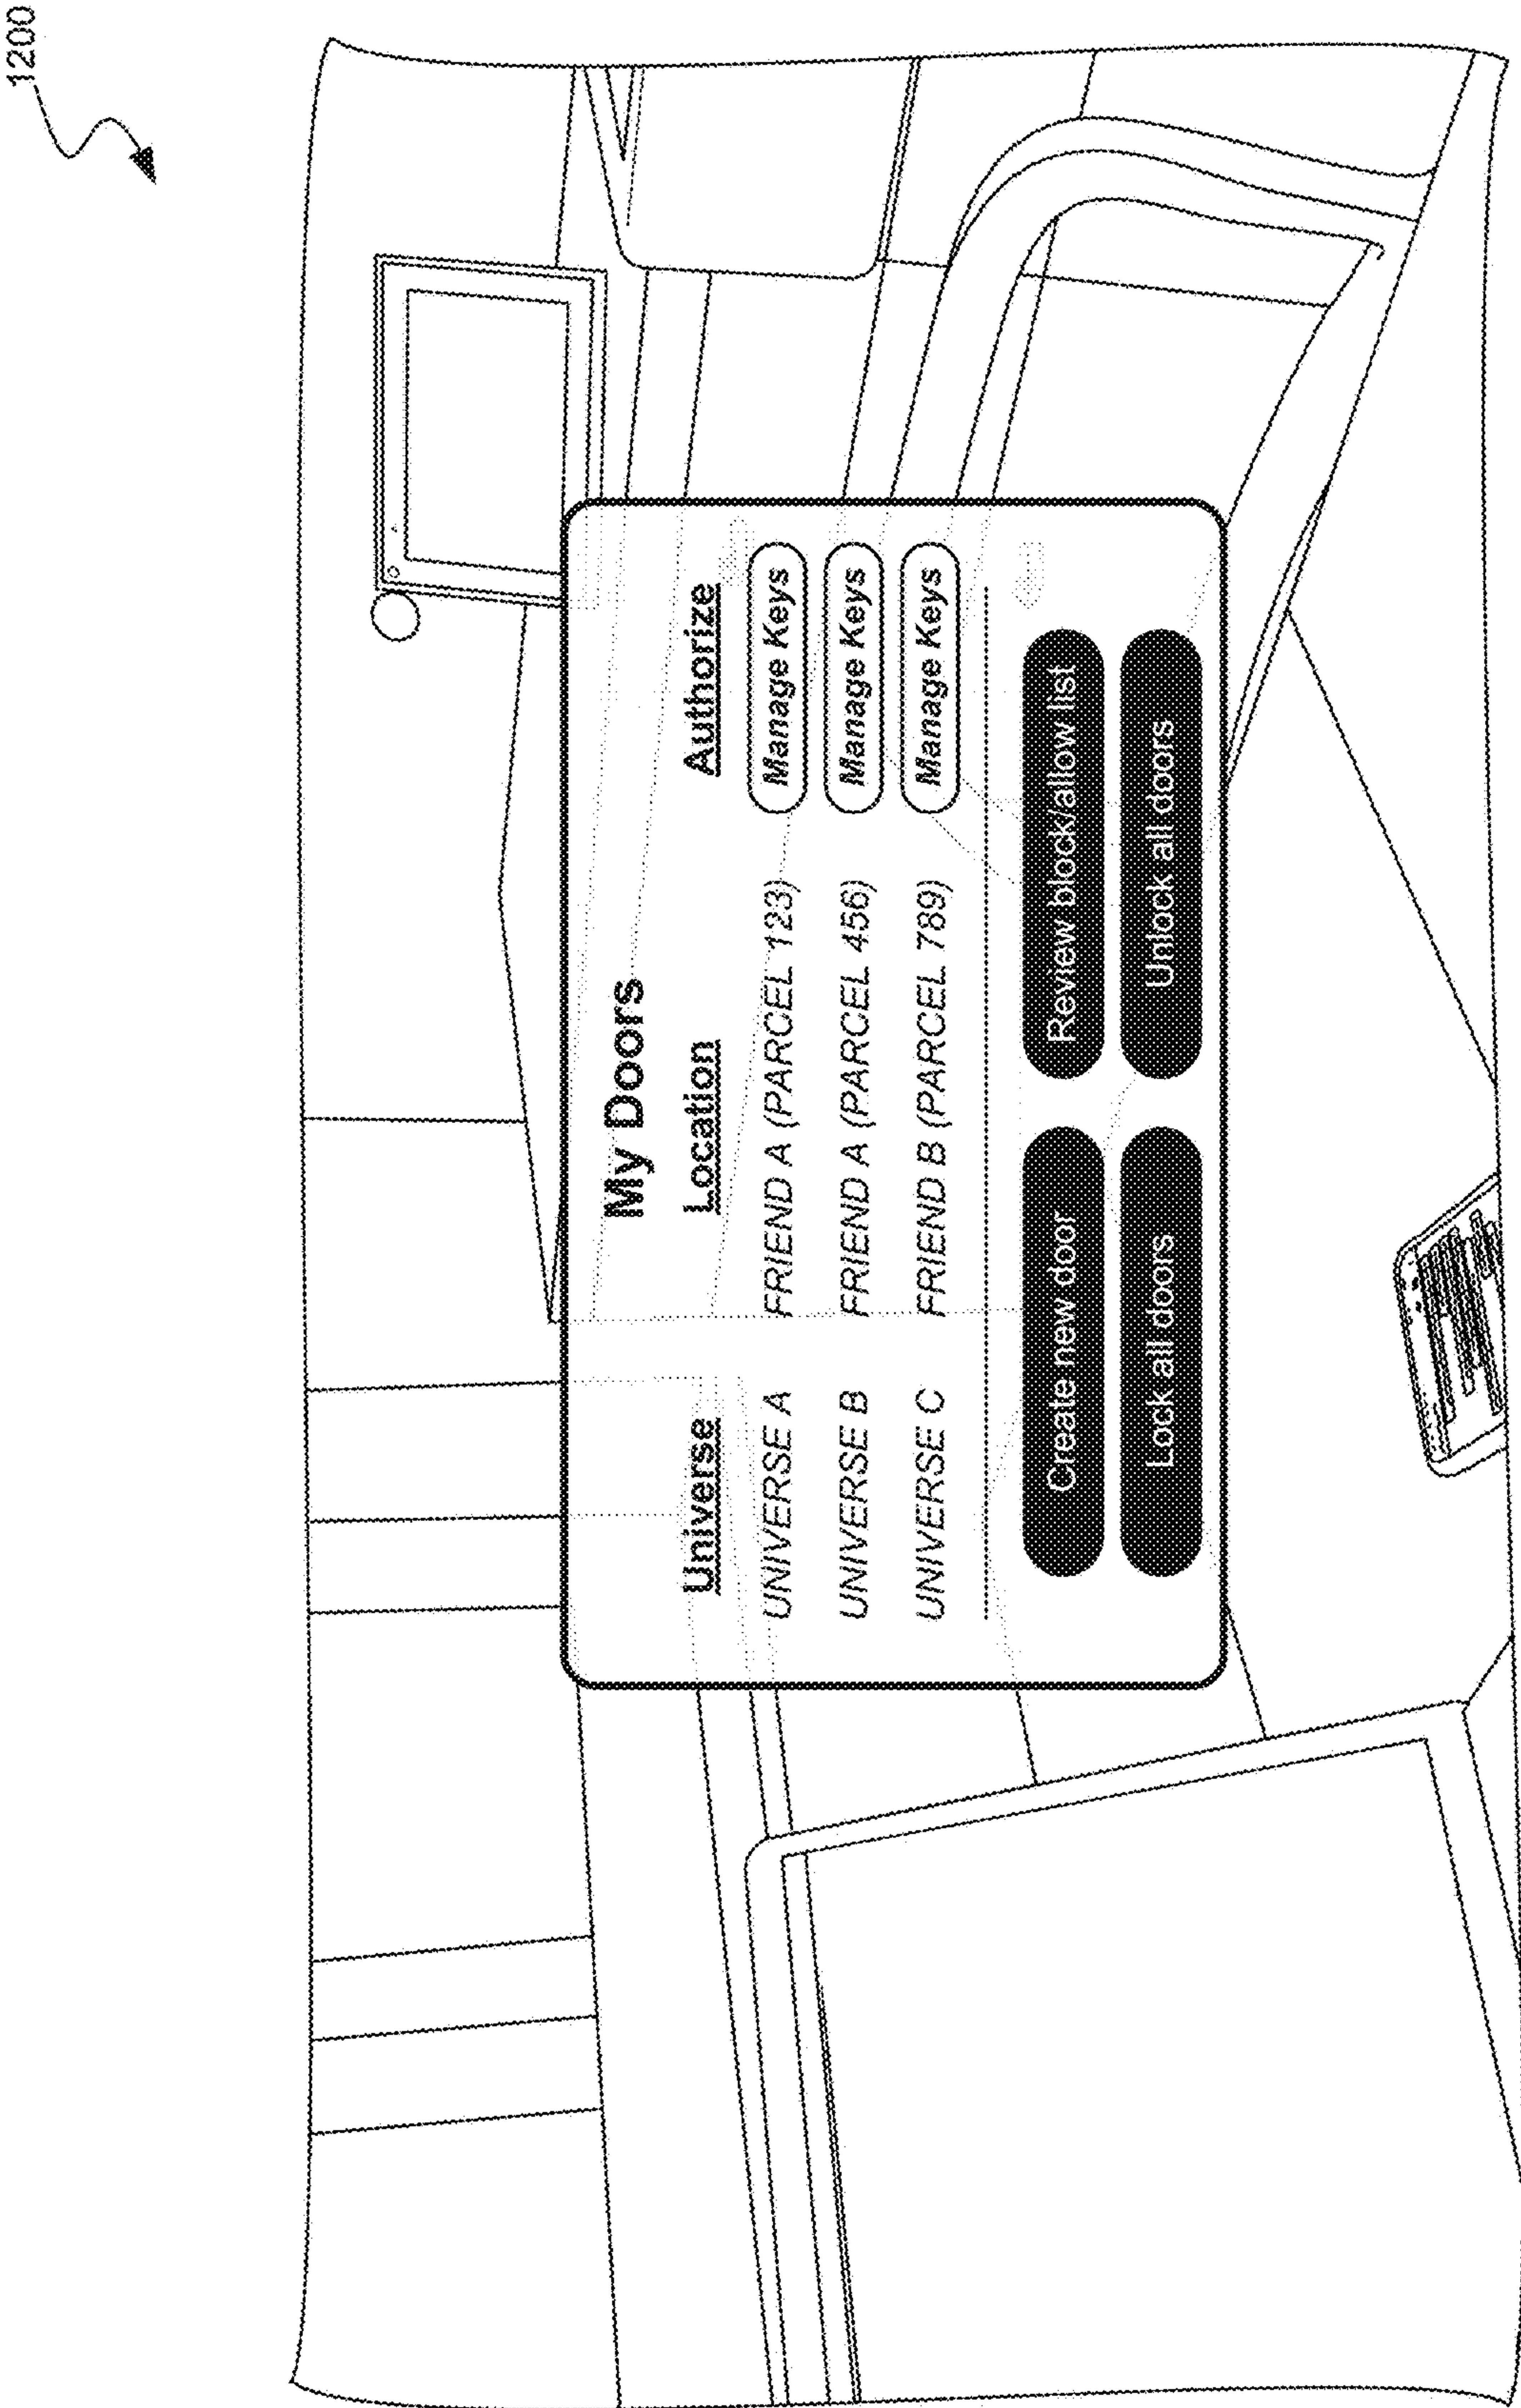 1200
My Doors
Universe Location Authorize
UNIVERSE A FRIEND A (PARCEL 123) Manage Keys
UNIVERSE B FRIEND A (PARCEL 456) Manage Keys
UNIVERSE C FRIEND B (PARCEL 789) Manage Keys
Create new door Review block/allow list
Lock all doors Unlock all doors